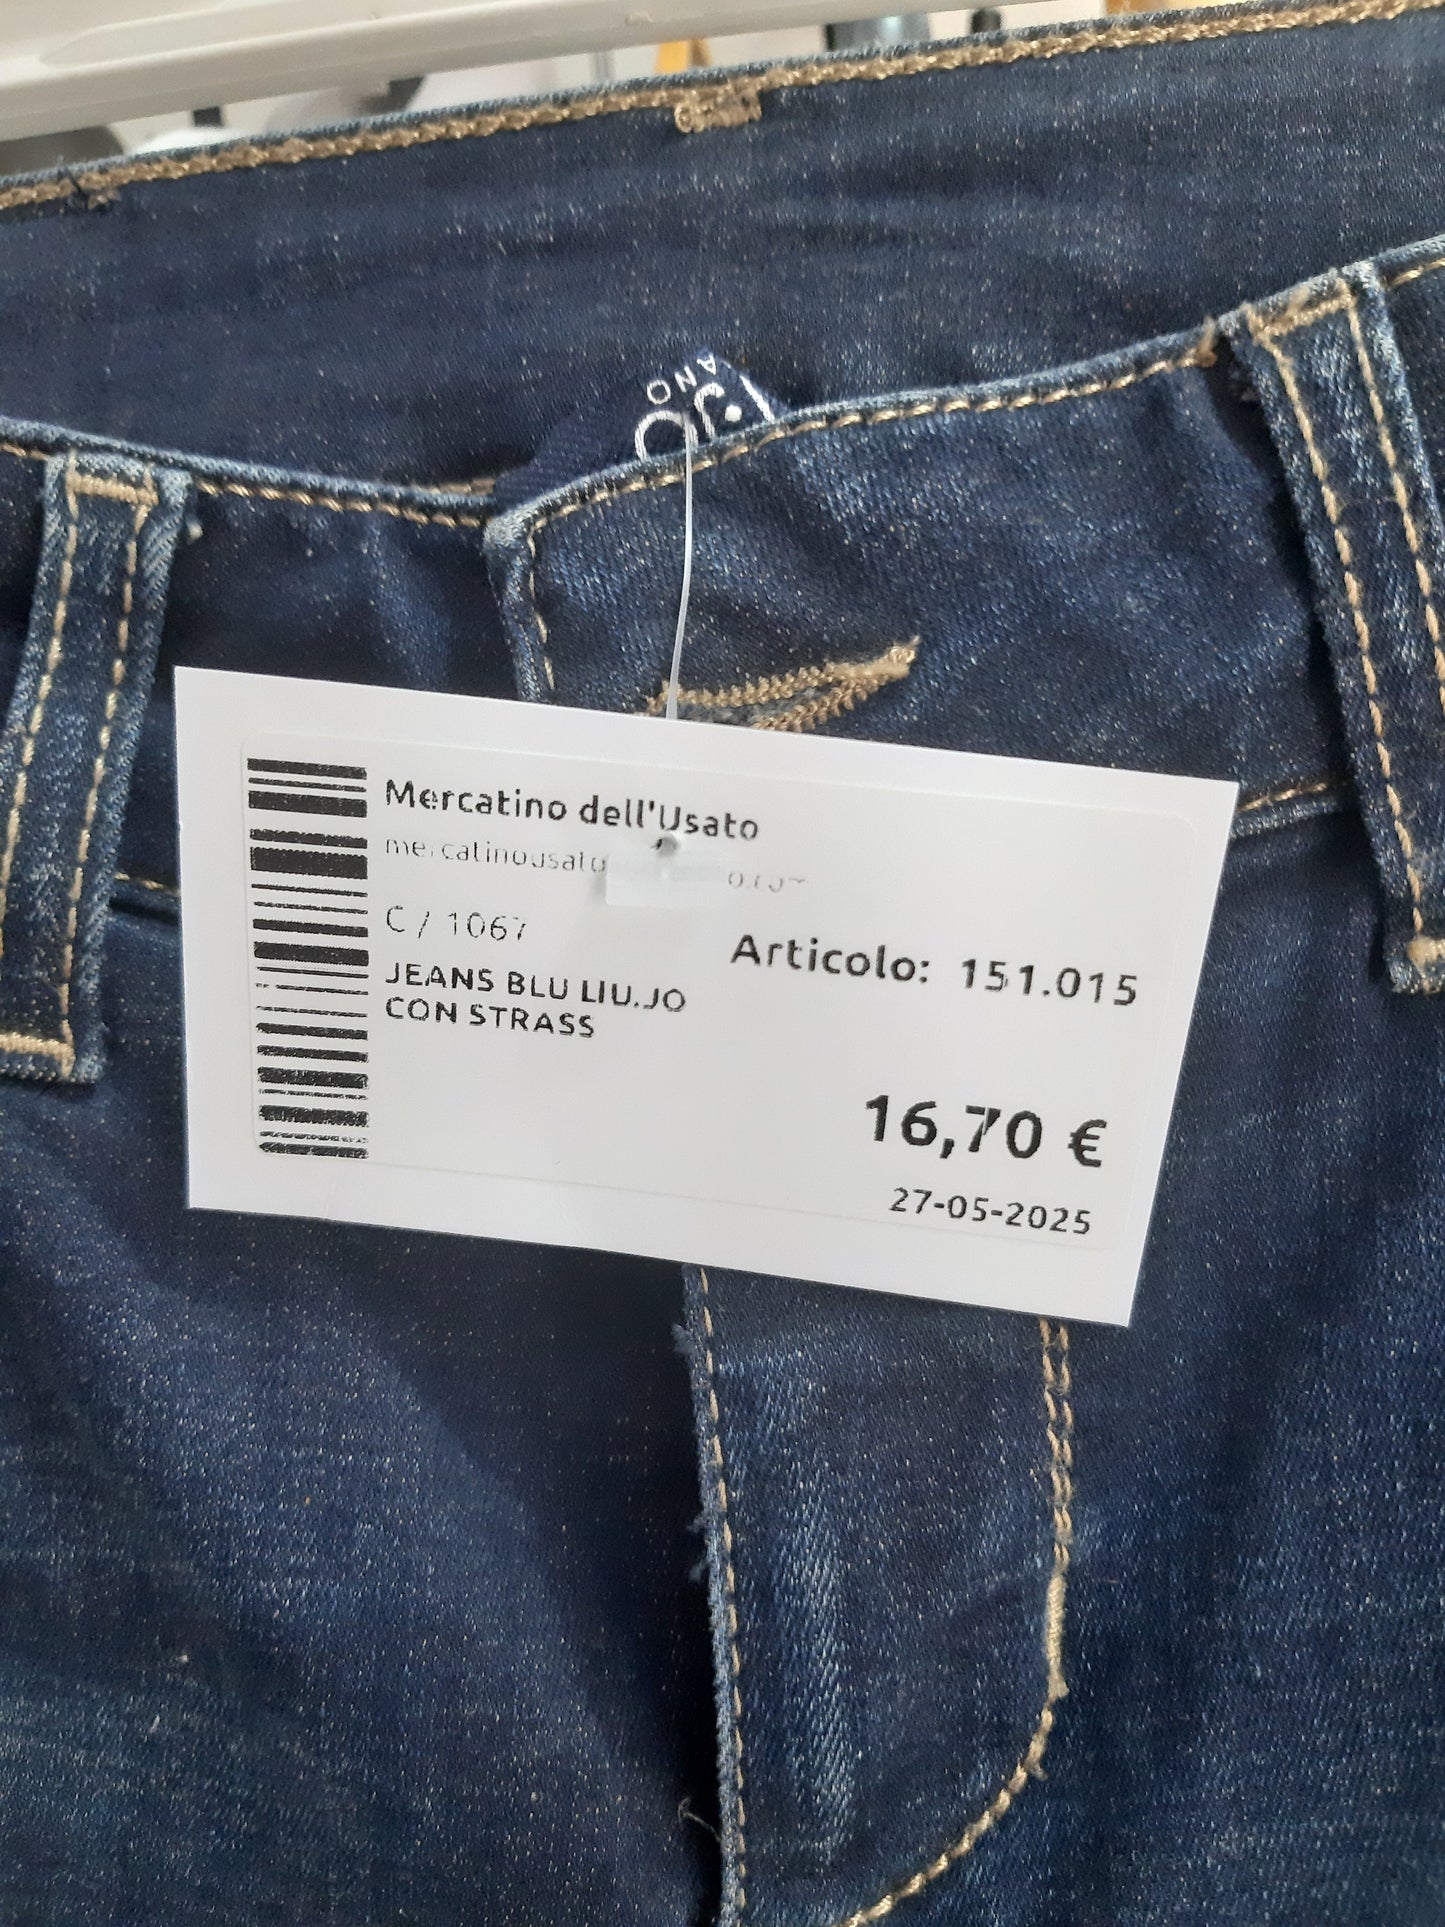 Mercatino dell'Usato
C / 1067
JEANS BLU LIU.JO
CON STRASS
Articolo: 151.015
16,70 €
27-05-2025